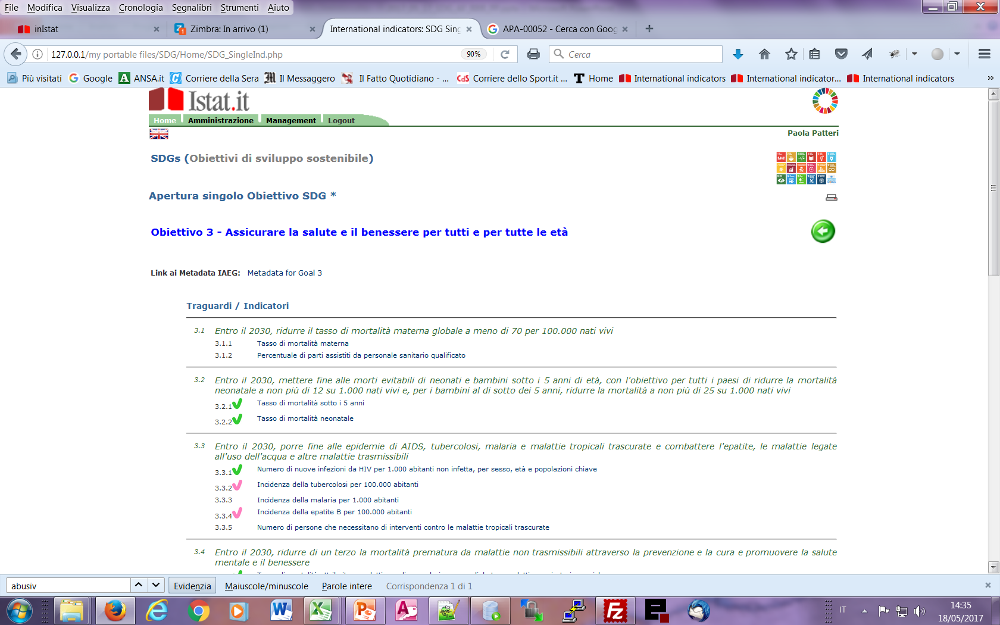 File Modifica Visualizza Cronologia Segnalibri Strumenti Aiuto
inIstat
Zimbra: In arrivo (1)
International indicators: SDG Sing
APA-00052 - Cerca con Goog
127.0.0.1/my portable files/SDG/Home/SDG_SingleInd.php
90%
Cerca
Più visitati Google ANSA.it Corriere della Sera Il Messaggero Il Fatto Quotidiano - ... Corriere dello Sport.it ... Home International indicators International indicator... International indicators
Istat.it
Home Amministrazione Management Logout
Paola Patteri
SDGs (Obiettivi di sviluppo sostenibile)
Apertura singolo Obiettivo SDG *
Obiettivo 3 - Assicurare la salute e il benessere per tutti e per tutte le età
Link ai Metadata IAEG: Metadata for Goal 3
Traguardi / Indicatori
3.1 Entro il 2030, ridurre il tasso di mortalità materna globale a meno di 70 per 100.000 nati vivi
3.1.1 Tasso di mortalità materna
3.1.2 Percentuale di parti assistiti da personale sanitario qualificato
3.2 Entro il 2030, mettere fine alle morti evitabili di neonati e bambini sotto i 5 anni di età, con l'obiettivo per tutti i paesi di ridurre la mortalità
neonatale a non più di 12 su 1.000 nati vivi e, per i bambini al di sotto dei 5 anni, ridurre la mortalità a non più di 25 su 1.000 nati vivi
3.2.1 Tasso di mortalità sotto i 5 anni
3.2.2 Tasso di mortalità neonatale
3.3 Entro il 2030, porre fine alle epidemie di AIDS, tubercolosi, malaria e malattie tropicali trascurate e combattere l'epatite, le malattie legate
all'uso dell'acqua e altre malattie trasmissibili
3.3.1 Numero di nuove infezioni da HIV per 1.000 abitanti non infetta, per sesso, età e popolazioni chiave
3.3.2 Incidenza della tubercolosi per 100.000 abitanti
3.3.3 Incidenza della malaria per 1.000 abitanti
3.3.4 Incidenza della epatite B per 100.000 abitanti
3.3.5 Numero di persone che necessitano di interventi contro le malattie tropicali trascurate
3.4 Entro il 2030, ridurre di un terzo la mortalità prematura da malattie non trasmissibili attraverso la prevenzione e la cura e promuovere la salute
mentale e il benessere
abusiv
Evidenzia Maiuscole/minuscole Parole intere Corrispondenza 1 di 1
IT
14:35
18/05/2017